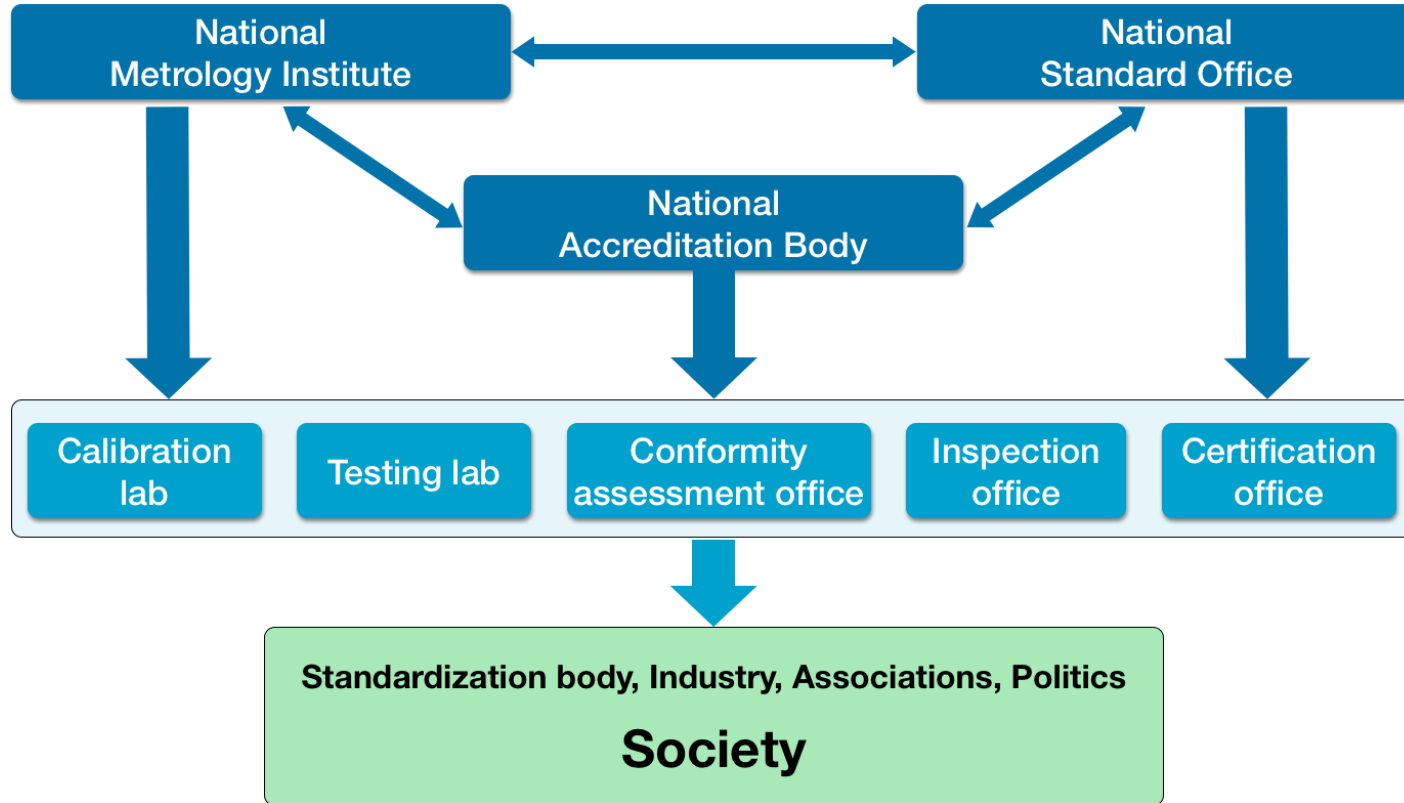 National
Metrology Institute
National
Standard Office
National
Accreditation Body
Calibration
lab
Testing lab
Conformity
assessment office
Inspection
office
Certification
office
Standardization body, Industry, Associations, Politics
Society